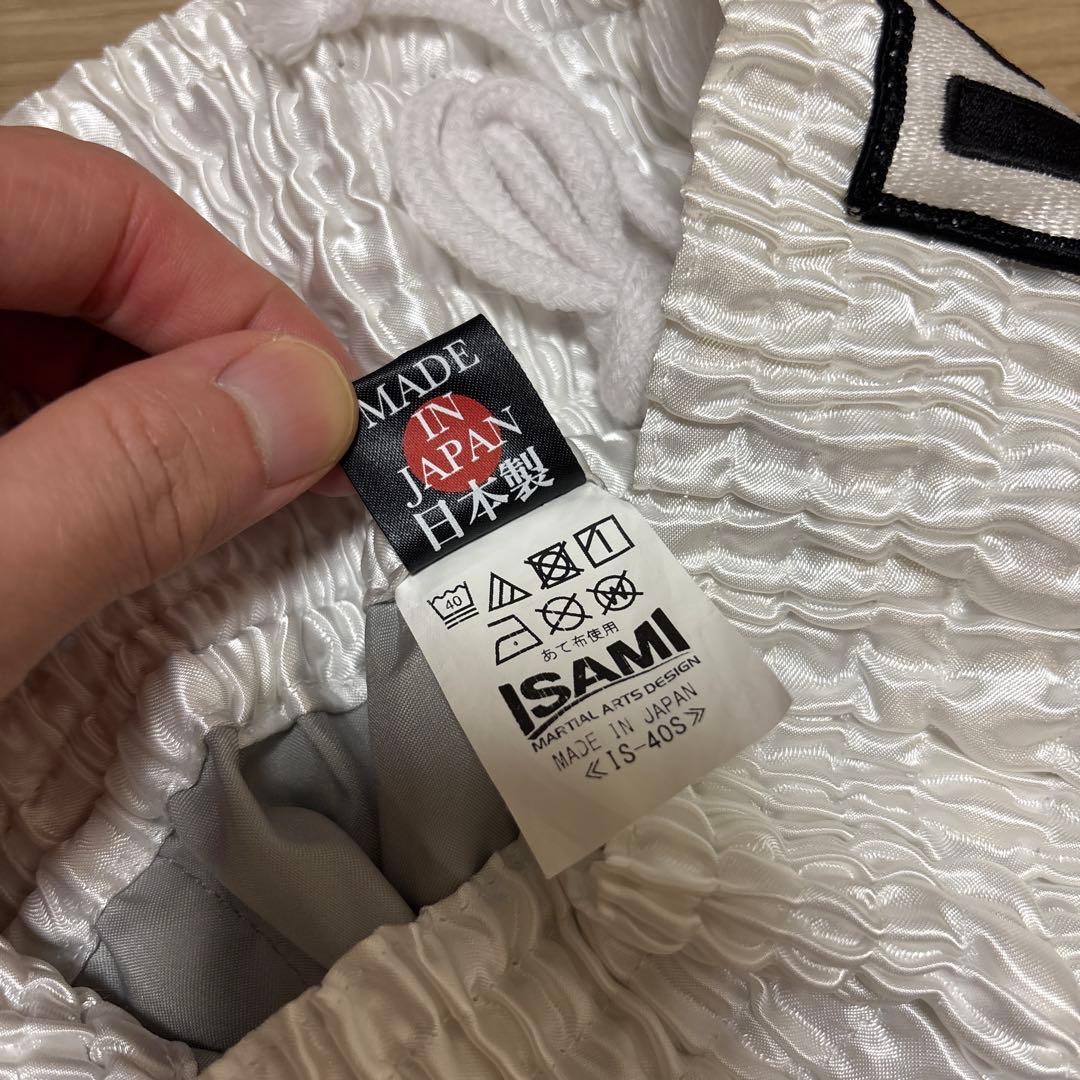 MADE
IN
JAPAN
日本製
40
あて布使用
ISAMI
MARTIAL ARTS DESIGN
MADE IN JAPAN
≪IS-40S≫